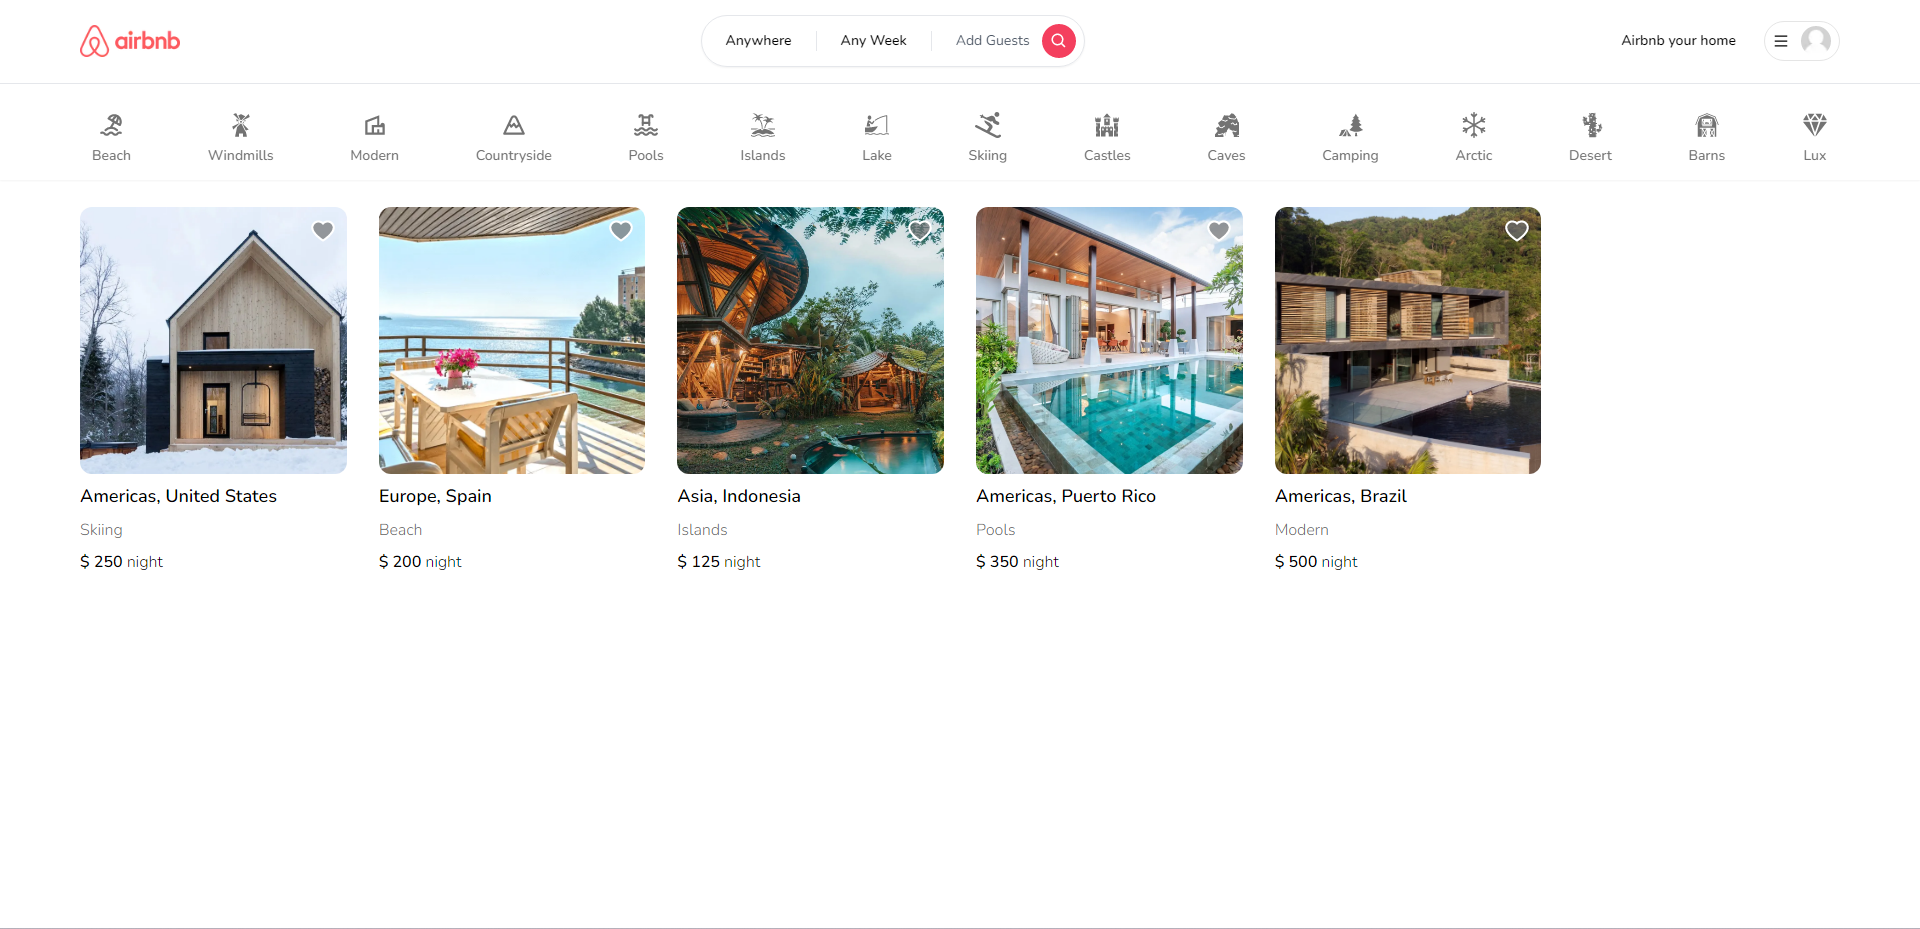 airbnb
Anywhere
Any Week
Add Guests
Airbnb your home
Beach
Windmills
Modern
Countryside
Pools
Islands
Lake
Skiing
Castles
Caves
Camping
Arctic
Desert
Barns
Lux
Americas, United States
Skiing
$ 250 night
Europe, Spain
Beach
$ 200 night
Asia, Indonesia
Islands
$ 125 night
Americas, Puerto Rico
Pools
$ 350 night
Americas, Brazil
Modern
$ 500 night